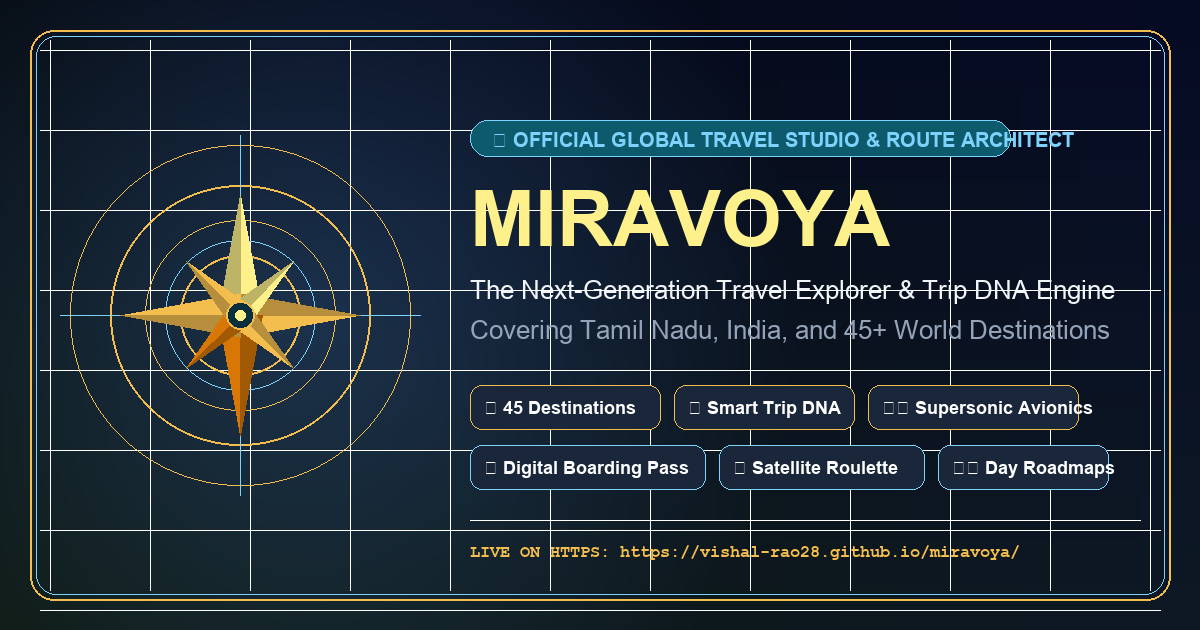 OFFICIAL GLOBAL TRAVEL STUDIO & ROUTE ARCHITECT
MIRAVOYA
The Next-Generation Travel Explorer & Trip DNA Engine
Covering Tamil Nadu, India, and 45+ World Destinations
45 Destinations
Smart Trip DNA
Supersonic Avionics
Digital Boarding Pass
Satellite Roulette
Day Roadmaps
LIVE ON HTTPS: https://vishal-rao28.github.io/miravoya/